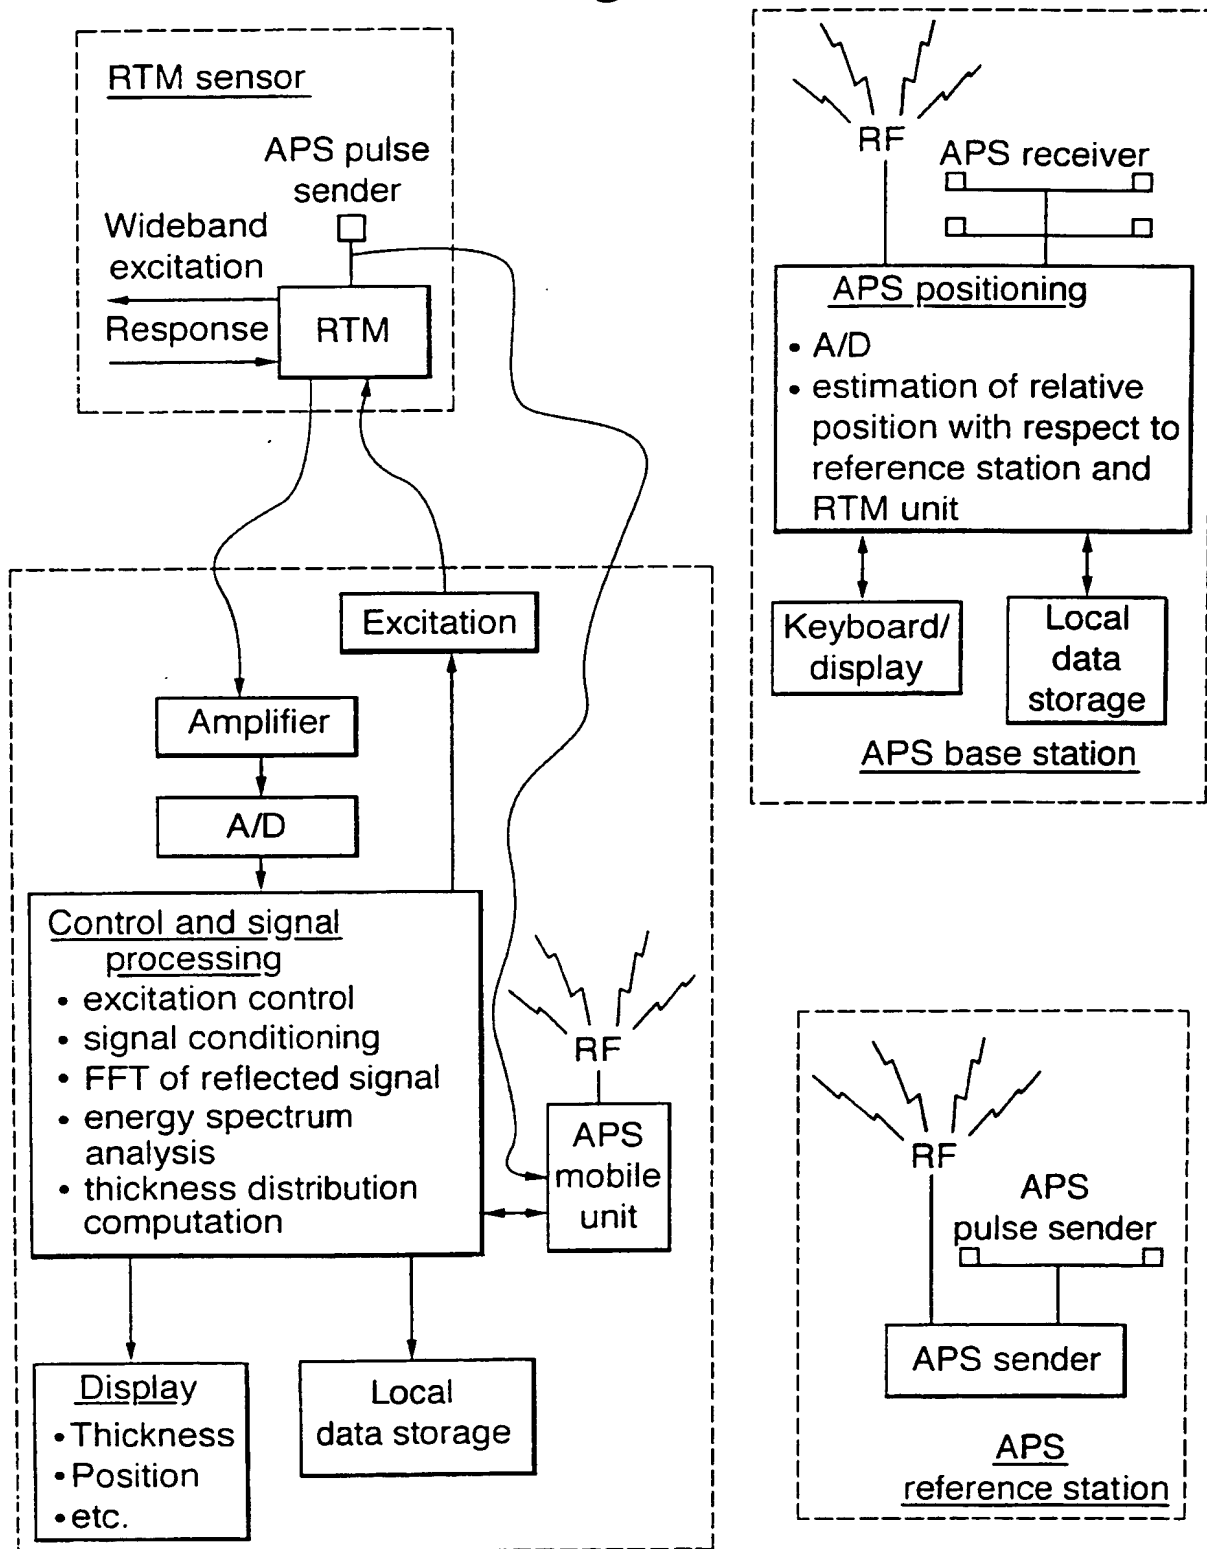 RTM sensor
APS pulse
sender
Wideband
excitation
Response
RTM
Excitation
Amplifier
A/D
Control and signal
processing
• excitation control
• signal conditioning
• FFT of reflected signal
• energy spectrum
analysis
• thickness distribution
computation
RF
APS
mobile
unit
Display
• Thickness
• Position
• etc.
Local
data storage
RF
APS receiver
APS positioning
• A/D
• estimation of relative
position with respect to
reference station and
RTM unit
Keyboard/
display
Local
data
storage
APS base station
RF
APS
pulse sender
APS sender
APS
reference station